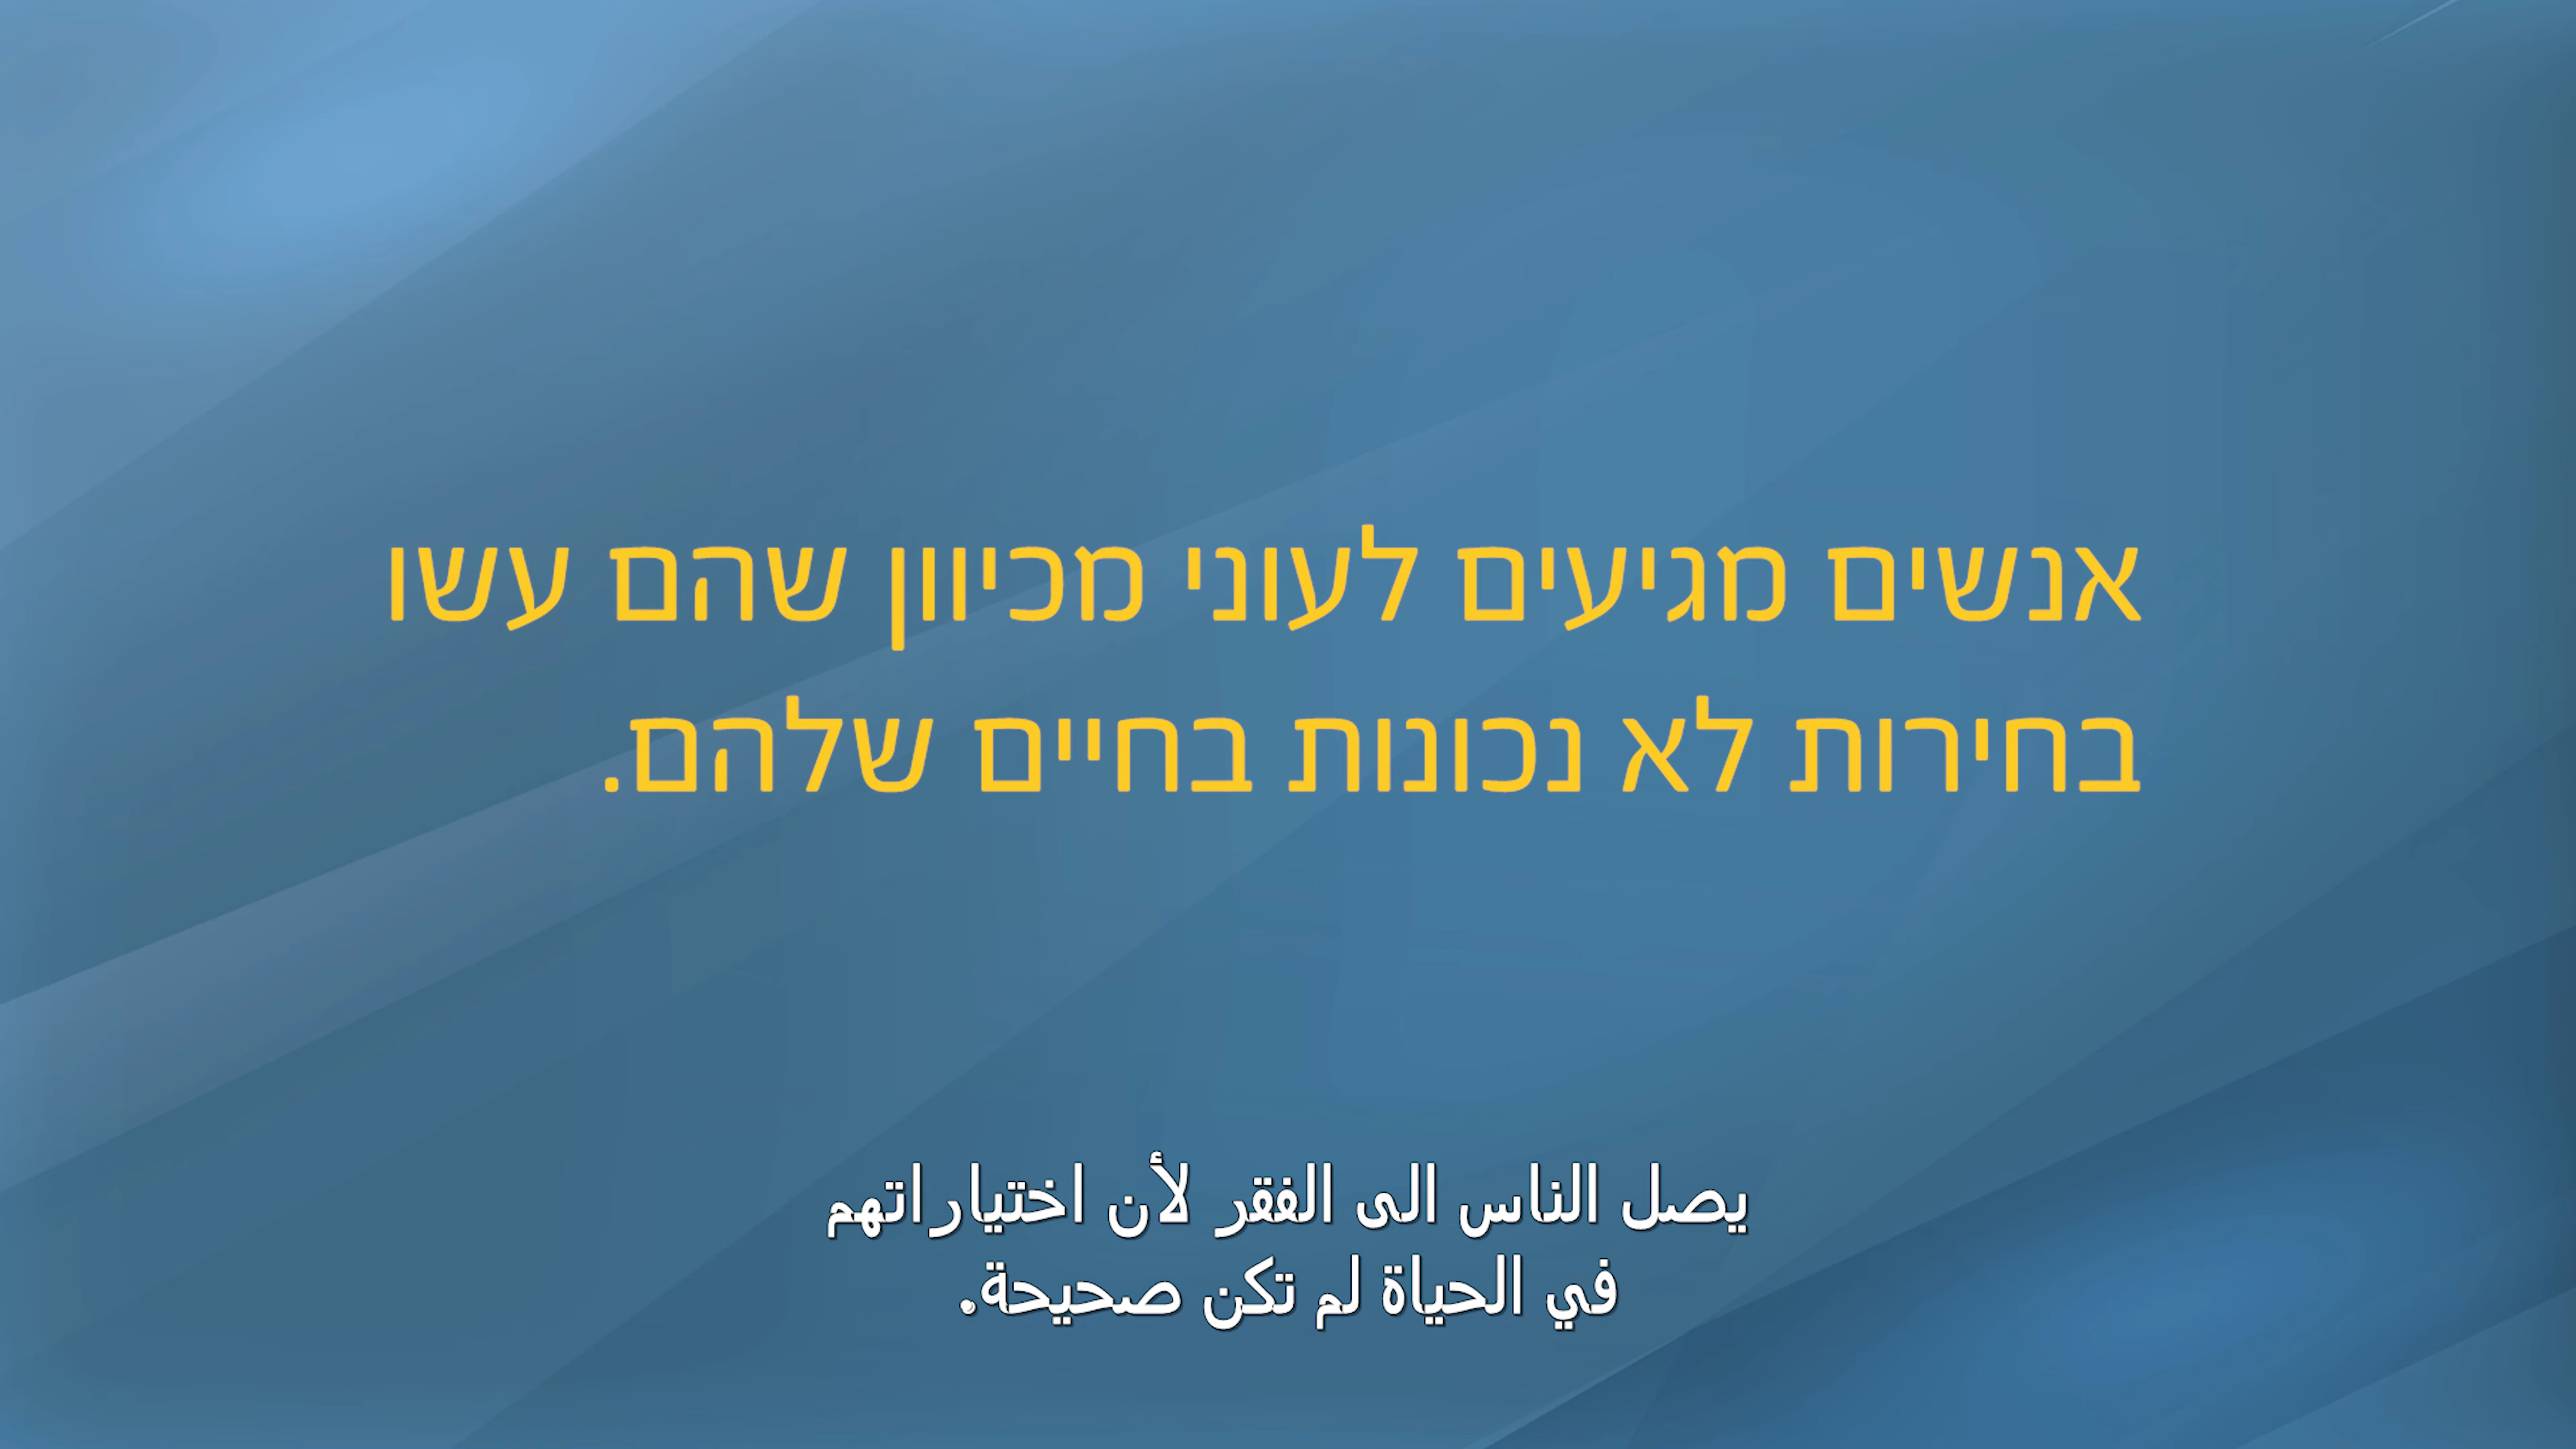 אנשים מגיעים לעוני מכיוון שהם עשו
בחירות לא נכונות בחיים שלהם.
يصل الناس الى الفقر لأن اختياراتهم
في الحياة لم تكن صحيحة.